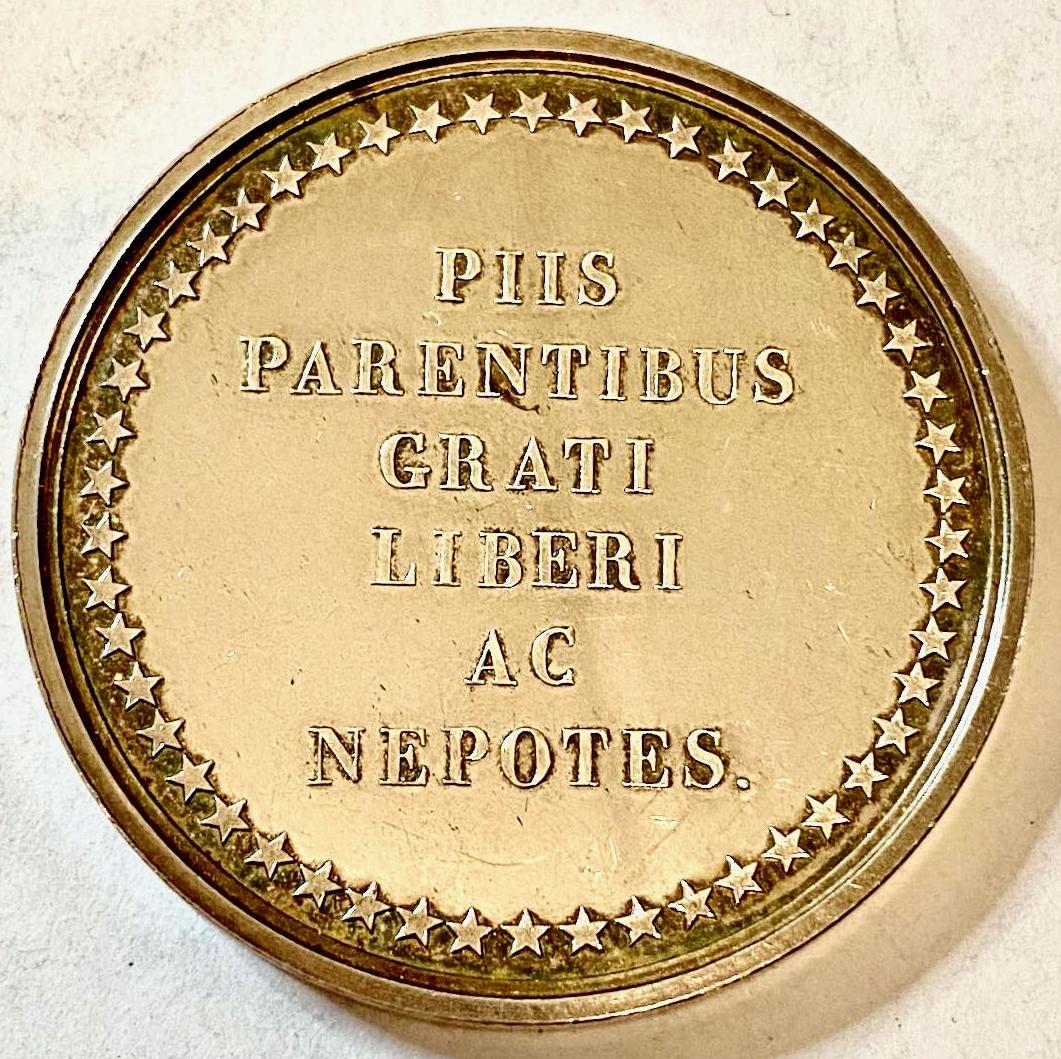 PIIS
PARENTIBUS
GRATI
LIBERI
AC
NEPOTES.